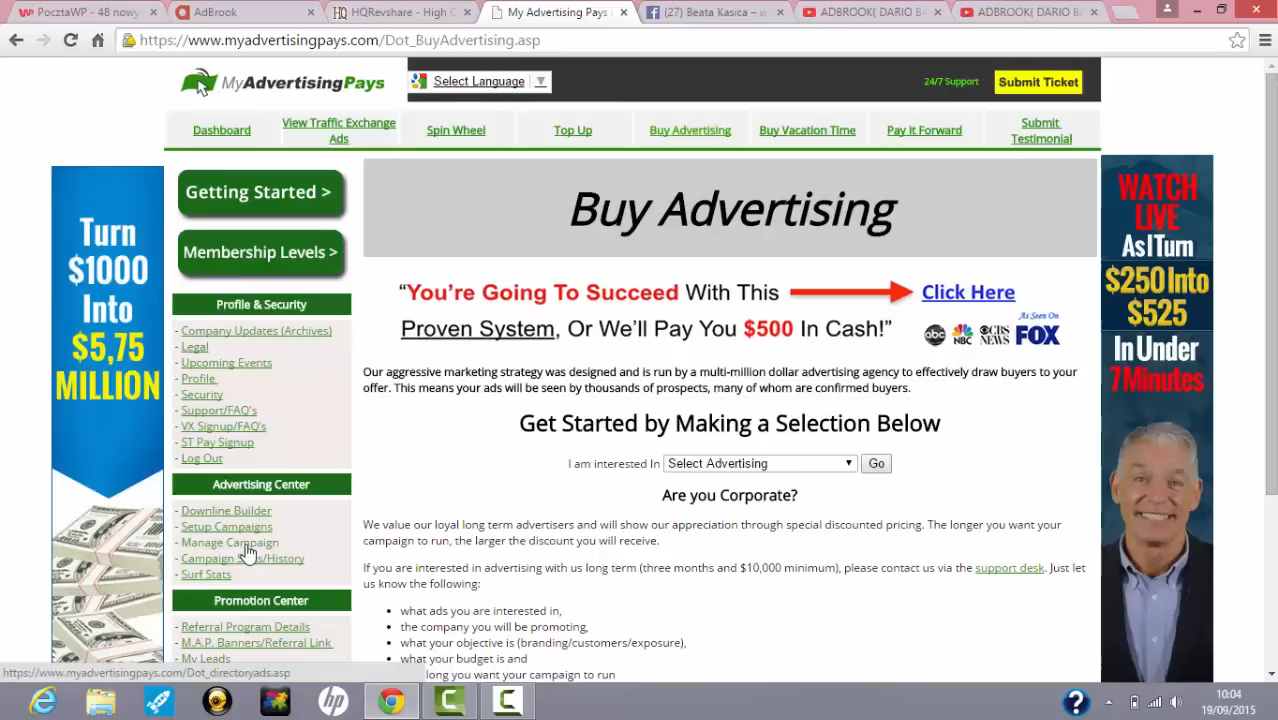 PocztaWP - 48 nowy
AdBrook
HQRevshare - High C
My Advertising Pays
(27) Beata Kasica -
ADBROOK( DARIO BA
ADBROOK( DARIO BA
https://www.myadvertisingpays.com/Dot_BuyAdvertising.asp
MyAdvertisingPays
Select Language ▼
24/7 Support
Submit Ticket
Dashboard
View Traffic Exchange
Ads
Spin Wheel
Top Up
Buy Advertising
Buy Vacation Time
Pay It Forward
Submit
Testimonial
Turn
$1000
Into
$5,75
MILLION
Getting Started >
Membership Levels >
Profile & Security
- Company Updates (Archives)
- Legal
- Upcoming Events
- Profile
- Security
- Support/FAQ's
- VX Signup/FAQ's
- ST Pay Signup
- Log Out
Advertising Center
- Downline Builder
- Setup Campaigns
- Manage Campaign
- Campaign /History
- Surf Stats
Promotion Center
- Referral Program Details
- M.A.P. Banners/Referral Link
- My Leads
Buy Advertising
“You’re Going To Succeed With This
Click Here
Proven System, Or We’ll Pay You $500 In Cash!”
As Seen On
abc NBC CBS NEWS FOX
Our aggressive marketing strategy was designed and is run by a multi-million dollar advertising agency to effectively draw buyers to your
offer. This means your ads will be seen by thousands of prospects, many of whom are confirmed buyers.
Get Started by Making a Selection Below
I am interested In Select Advertising Go
Are you Corporate?
We value our loyal long term advertisers and will show our appreciation through special discounted pricing. The longer you want your
campaign to run, the larger the discount you will receive.
If you are interested in advertising with us long term (three months and $10,000 minimum), please contact us via the support desk. Just let
us know the following:
• what ads you are interested in,
• the company you will be promoting,
• what your objective is (branding/customers/exposure),
• what your budget is and
long you want your campaign to run
WATCH
LIVE
As I Turn
$250 Into
$525
In Under
7 Minutes
https://www.myadvertisingpays.com/Dot_directoryads.asp
hp
10:04
19/09/2015